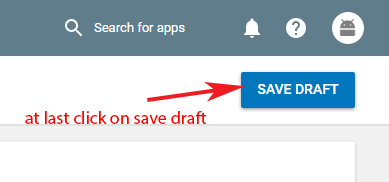 Search for apps
SAVE DRAFT
at last click on save draft